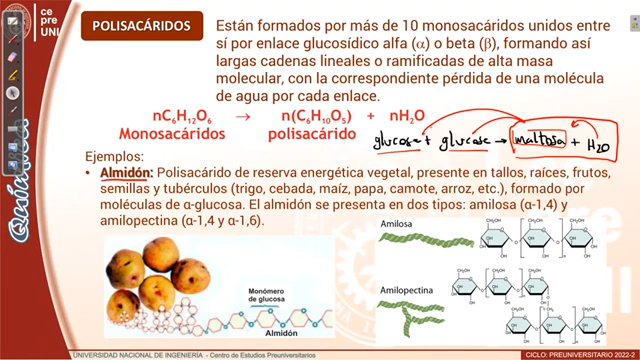 ce
pre
UNI
POLISACÁRIDOS
Están formados por más de 10 monosacáridos unidos entre
sí por enlace glucosídico alfa (α) o beta (β), formando así
largas cadenas lineales o ramificadas de alta masa
molecular, con la correspondiente pérdida de una molécula
de agua por cada enlace.
nC6H12O6 → n(C6H10O5) + nH2O
Monosacáridos polisacárido
glucosa + glucosa → maltosa + H2O
Ejemplos:
• Almidón: Polisacárido de reserva energética vegetal, presente en tallos, raíces, frutos,
semillas y tubérculos (trigo, cebada, maíz, papa, camote, arroz, etc.), formado por
moléculas de α-glucosa. El almidón se presenta en dos tipos: amilosa (α-1,4) y
amilopectina (α-1,4 y α-1,6).
Química
Monómero
de glucosa
Almidón
Amilosa
Amilopectina
UNIVERSIDAD NACIONAL DE INGENIERÍA - Centro de Estudios Preuniversitarios
CICLO: PREUNIVERSITARIO 2022-2